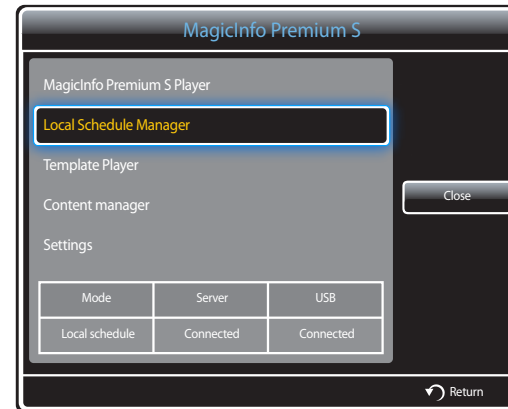 MagicInfo Premium S
MagicInfo Premium S Player
Local Schedule Manager
Template Player
Content manager
Settings
Close
Mode Server USB
Local schedule Connected Connected
Return